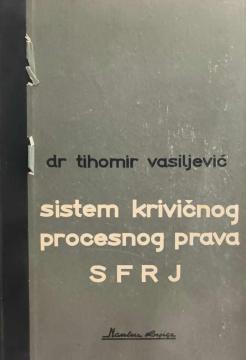 dr tihomir vasiljević
sistem krivičnog
procesnog prava
SFRJ
Naučna knjiga